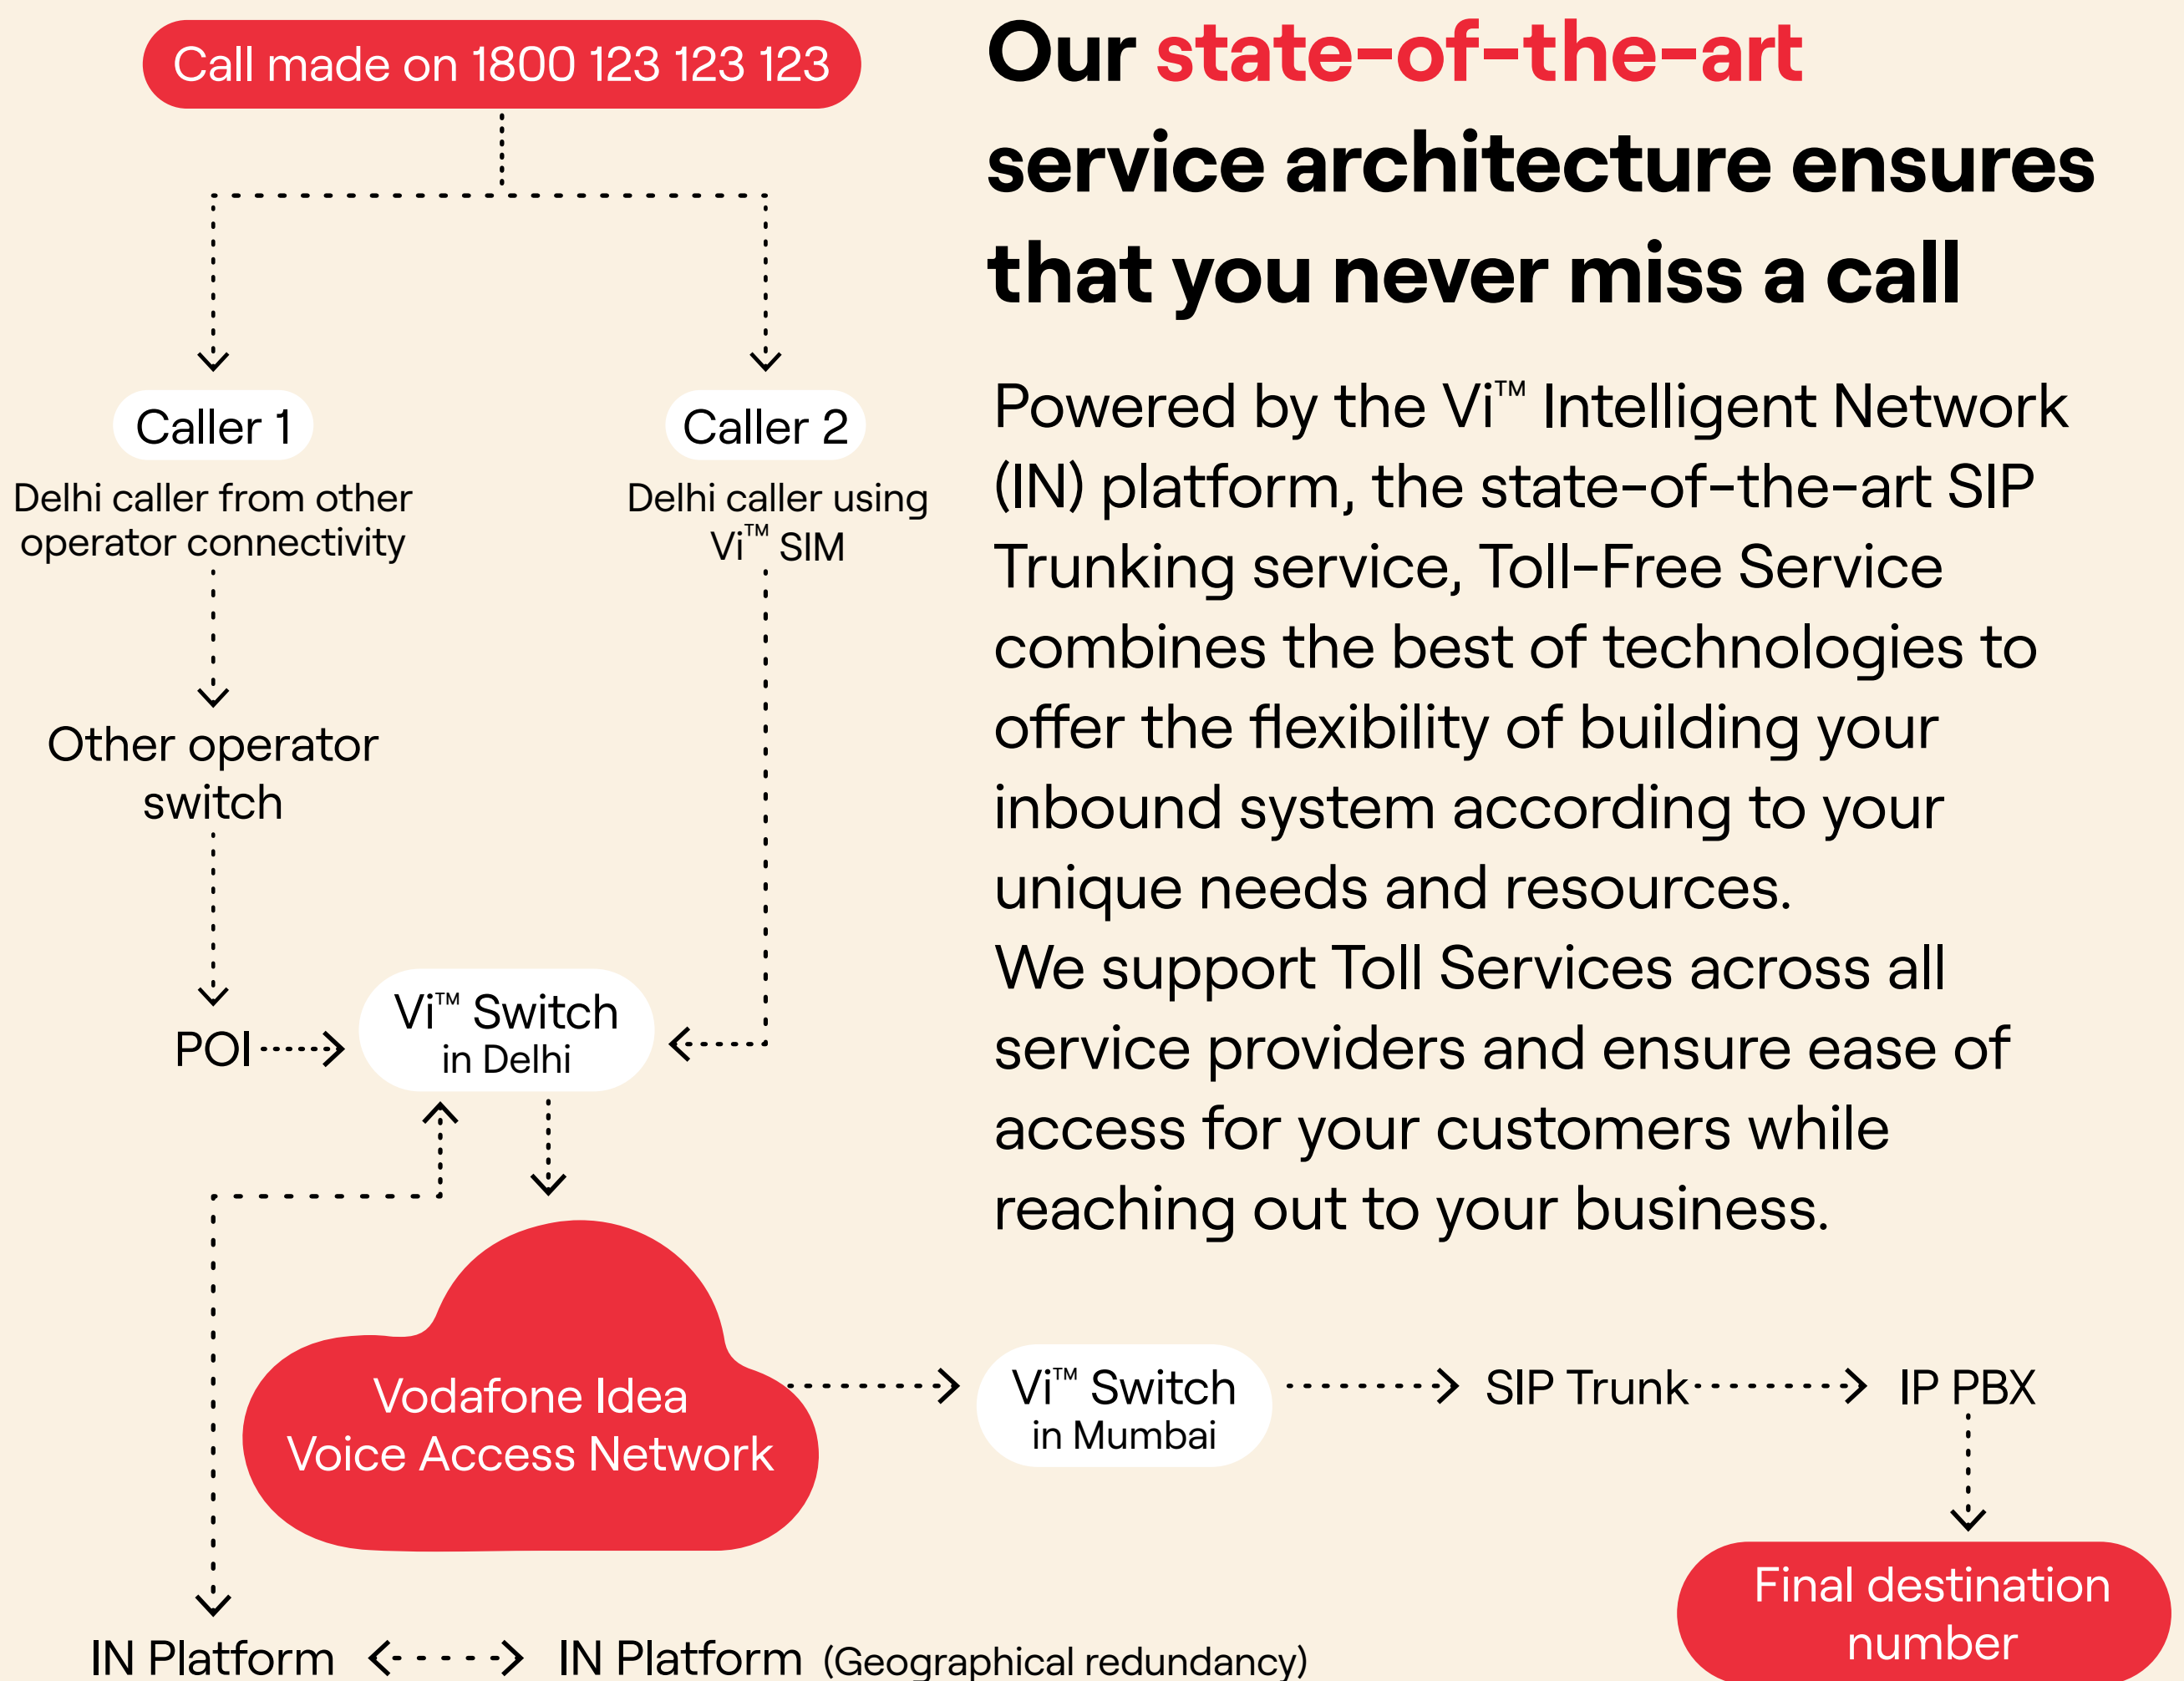 Call made on 1800 123 123 123
Our state-of-the-art
service architecture ensures
that you never miss a call
Powered by the Vi™ Intelligent Network
(IN) platform, the state-of-the-art SIP
Trunking service, Toll-Free Service
combines the best of technologies to
offer the flexibility of building your
inbound system according to your
unique needs and resources.
We support Toll Services across all
service providers and ensure ease of
access for your customers while
reaching out to your business.
Caller 1
Delhi caller from other
operator connectivity
Caller 2
Delhi caller using
Vi™ SIM
Other operator
switch
POI
Vi™ Switch
in Delhi
Vodafone Idea
Voice Access Network
Vi™ Switch
in Mumbai
SIP Trunk
IP PBX
Final destination
number
IN Platform
IN Platform (Geographical redundancy)